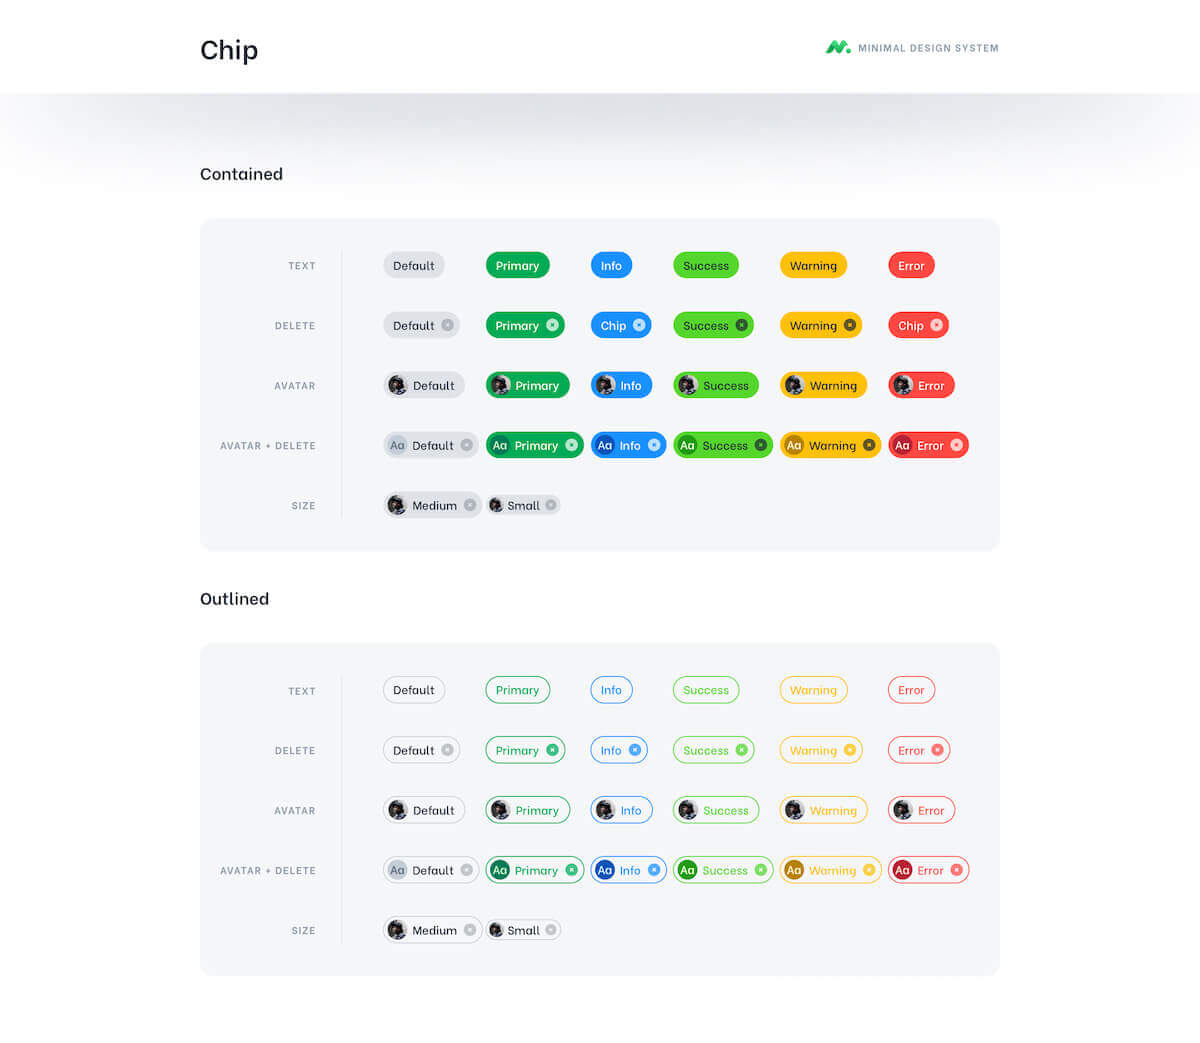 Chip
MINIMAL DESIGN SYSTEM
Contained
TEXT Default Primary Info Success Warning Error
DELETE Default Primary Chip Success Warning Chip
AVATAR Default Primary Info Success Warning Error
AVATAR + DELETE Aa Default Aa Primary Aa Info Aa Success Aa Warning Aa Error
SIZE Medium Small
Outlined
TEXT Default Primary Info Success Warning Error
DELETE Default Primary Info Success Warning Error
AVATAR Default Primary Info Success Warning Error
AVATAR + DELETE Aa Default Aa Primary Aa Info Aa Success Aa Warning Aa Error
SIZE Medium Small